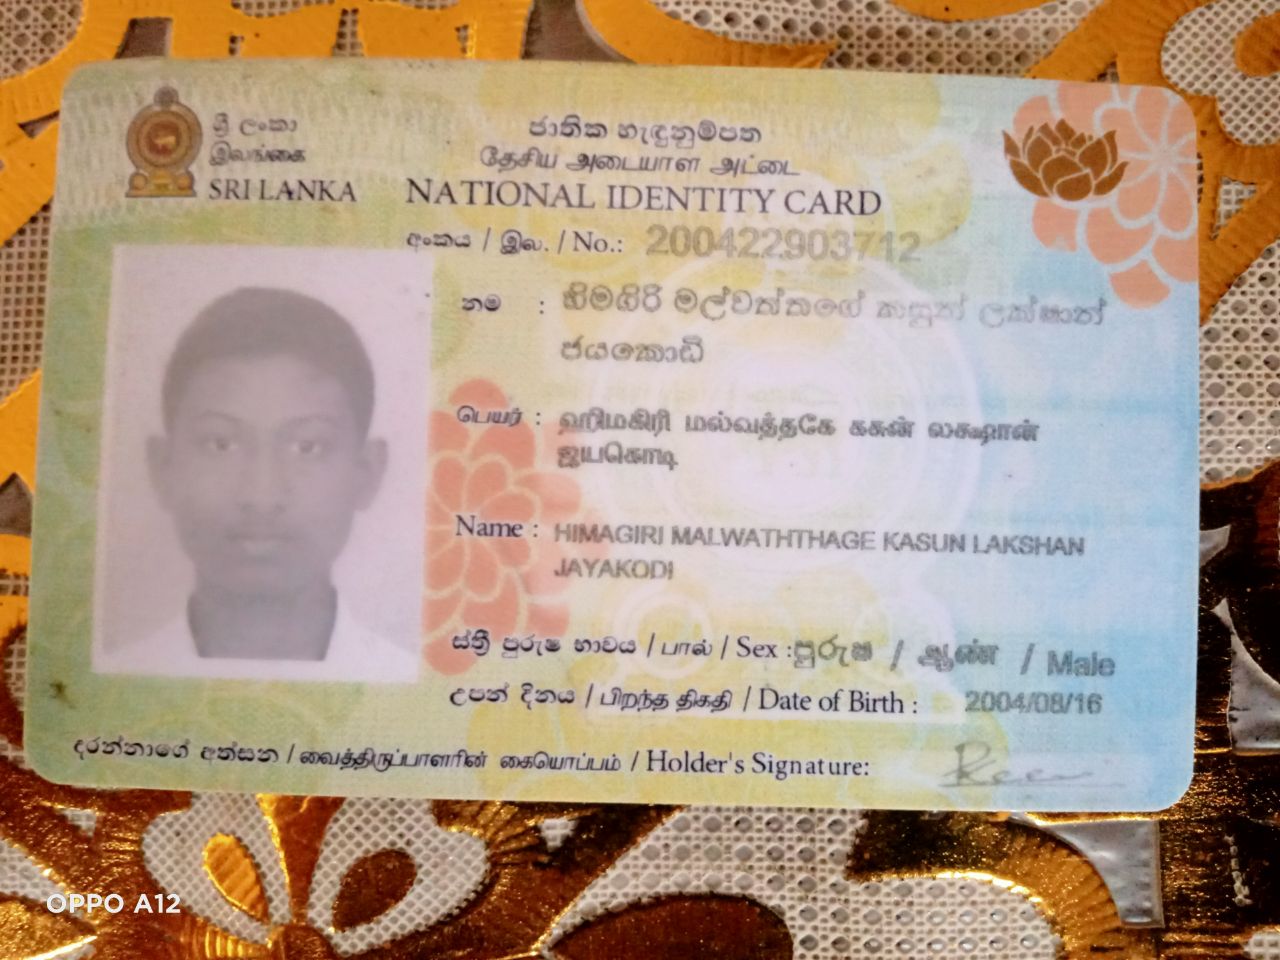 ශ්‍රී ලංකා
இலங்கை
SRI LANKA
ජාතික හැඳුනුම්පත
தேசிய அடையாள அட்டை
NATIONAL IDENTITY CARD
අංකය / இல. / No.: 200422903712
නම : හිමගිරි මල්වත්තගේ කසුන් ලක්ෂාන්
ජයකොඩි
பெயர் : ஹிமகிரி மல்வத்தகே கசுன் லக்ஷான்
ஜயகொடி
Name : HIMAGIRI MALWATHTHAGE KASUN LAKSHAN
JAYAKODI
ස්ත්‍රී පුරුෂ භාවය / பால் / Sex : පුරුෂ / ஆண் / Male
උපන් දිනය / பிறந்த திகதி / Date of Birth : 2004/08/16
දරන්නාගේ අත්සන / வைத்திருப்பாளரின் கையொப்பம் / Holder's Signature:
OPPO A12